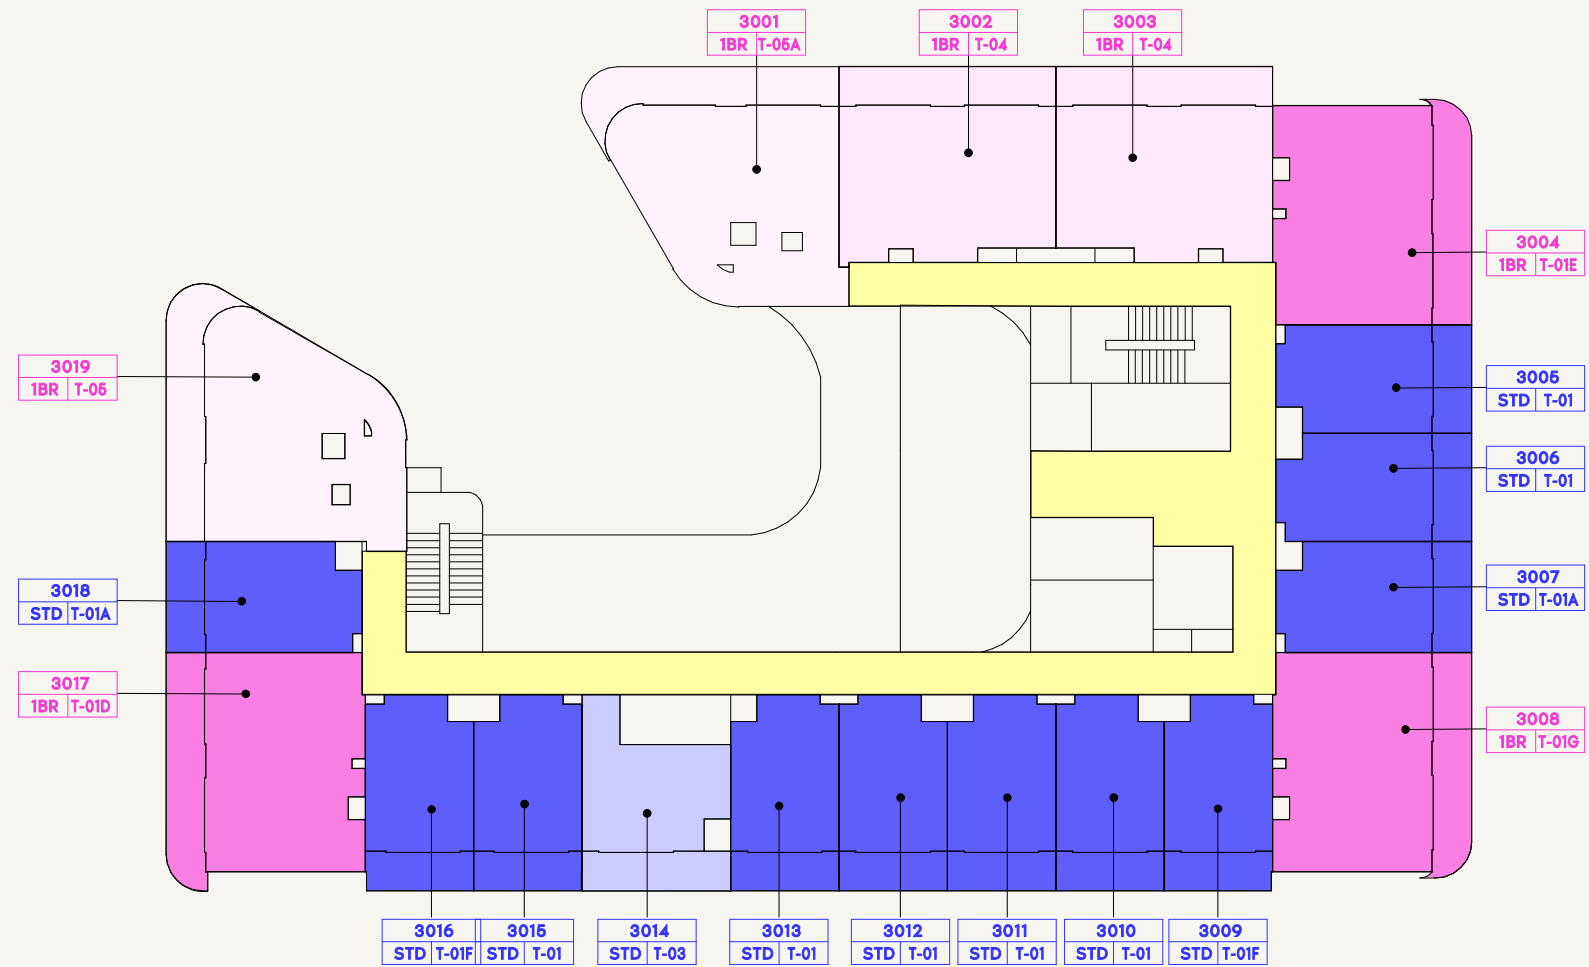 3001
1BR T-05A
3002
1BR T-04
3003
1BR T-04
3004
1BR T-01E
3019
1BR T-05
3005
STD T-01
3006
STD T-01
3018
STD T-01A
3007
STD T-01A
3017
1BR T-01D
3008
1BR T-01G
3016
STD T-01F
3015
STD T-01
3014
STD T-03
3013
STD T-01
3012
STD T-01
3011
STD T-01
3010
STD T-01
3009
STD T-01F